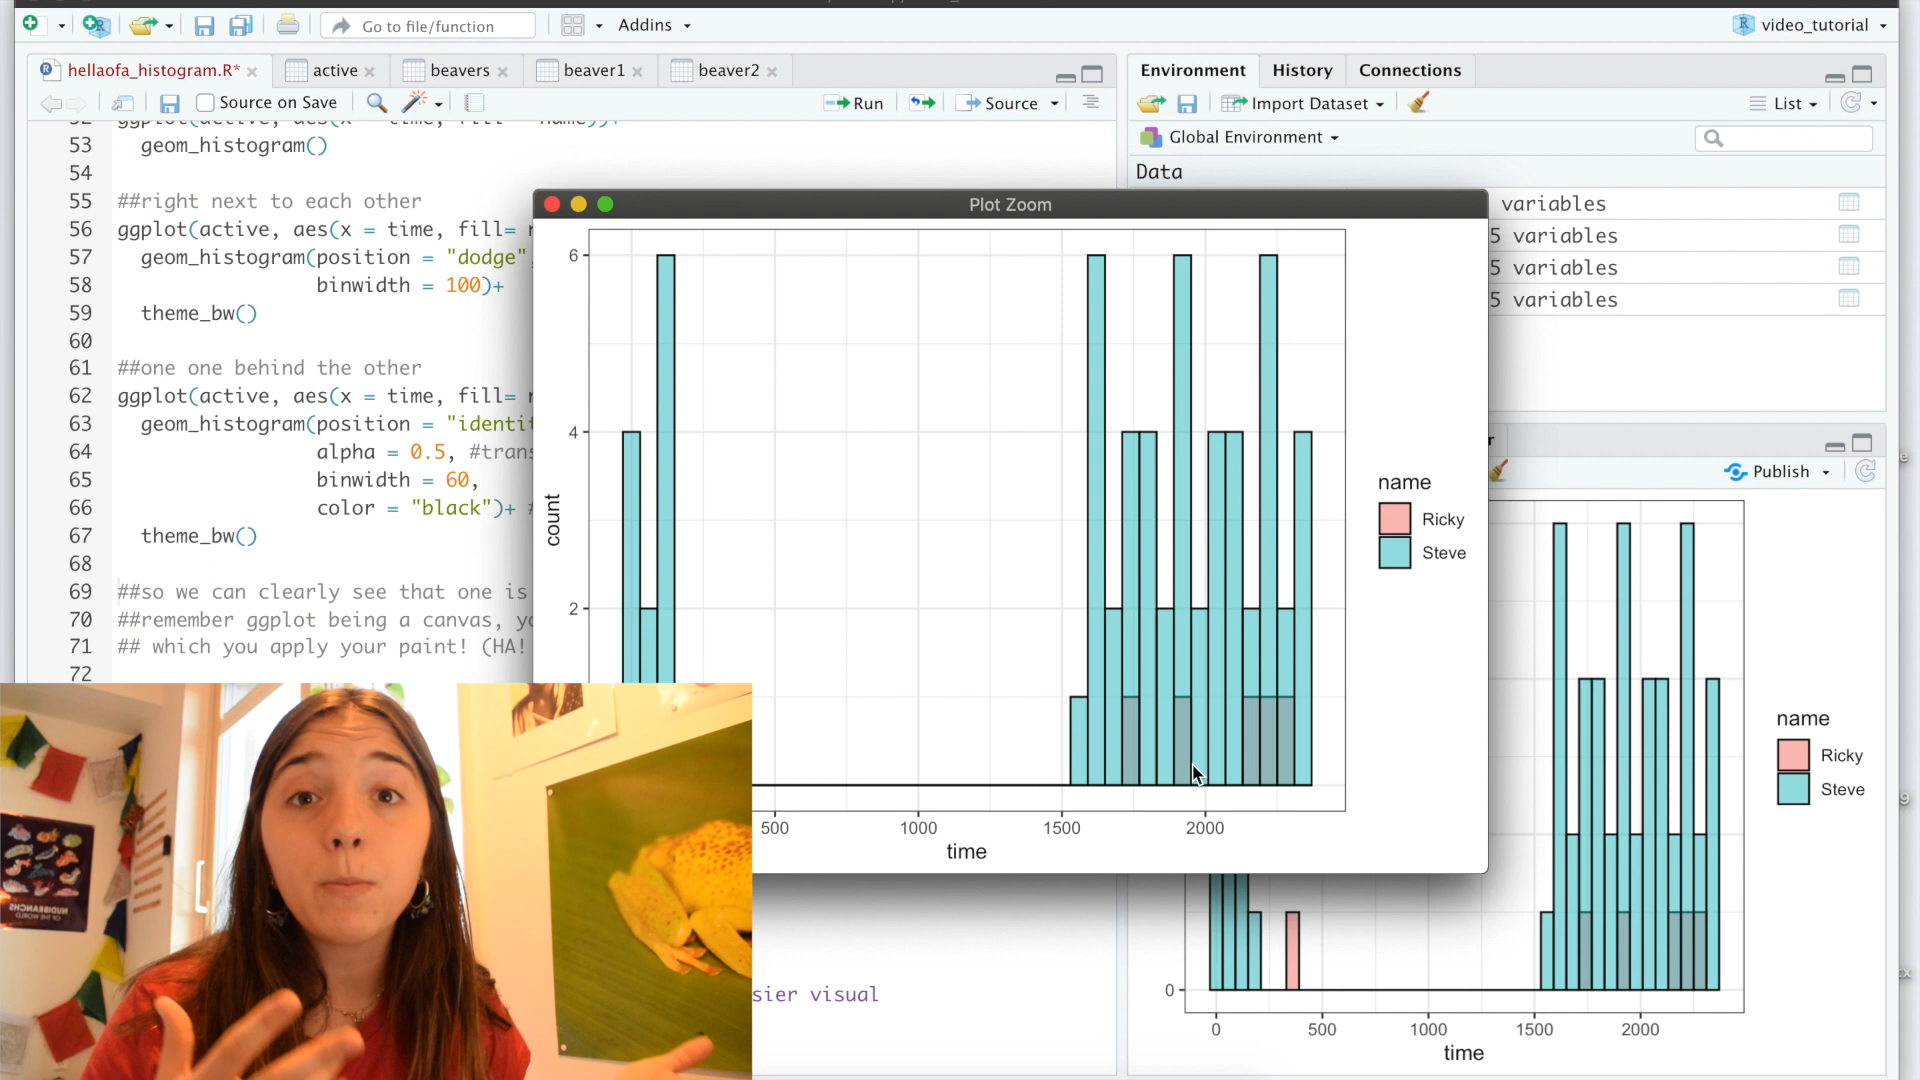 Go to file/function
Addins
video_tutorial
hellaofa_histogram.R*
active
beavers
beaver1
beaver2
Source on Save
Run
Source
53 geom_histogram()
54
55 ##right next to each other
56 ggplot(active, aes(x = time, fill=
57 geom_histogram(position = "dodge"
58 binwidth = 100)+
59 theme_bw()
60
61 ##one one behind the other
62 ggplot(active, aes(x = time, fill=
63 geom_histogram(position = "identit
64 alpha = 0.5, #trans
65 binwidth = 60,
66 color = "black")+ #
67 theme_bw()
68
69 ##so we can clearly see that one is
70 ##remember ggplot being a canvas, yo
71 ## which you apply your paint! (HA!
72
sier visual
Environment
History
Connections
Import Dataset
List
Global Environment
Data
variables
5 variables
5 variables
5 variables
Publish
Plot Zoom
6
4
2
count
500
1000
1500
2000
time
name
Ricky
Steve
name
Ricky
Steve
0
0
500
1000
1500
2000
time
NUDIBRANCHS
OF THE WORLD